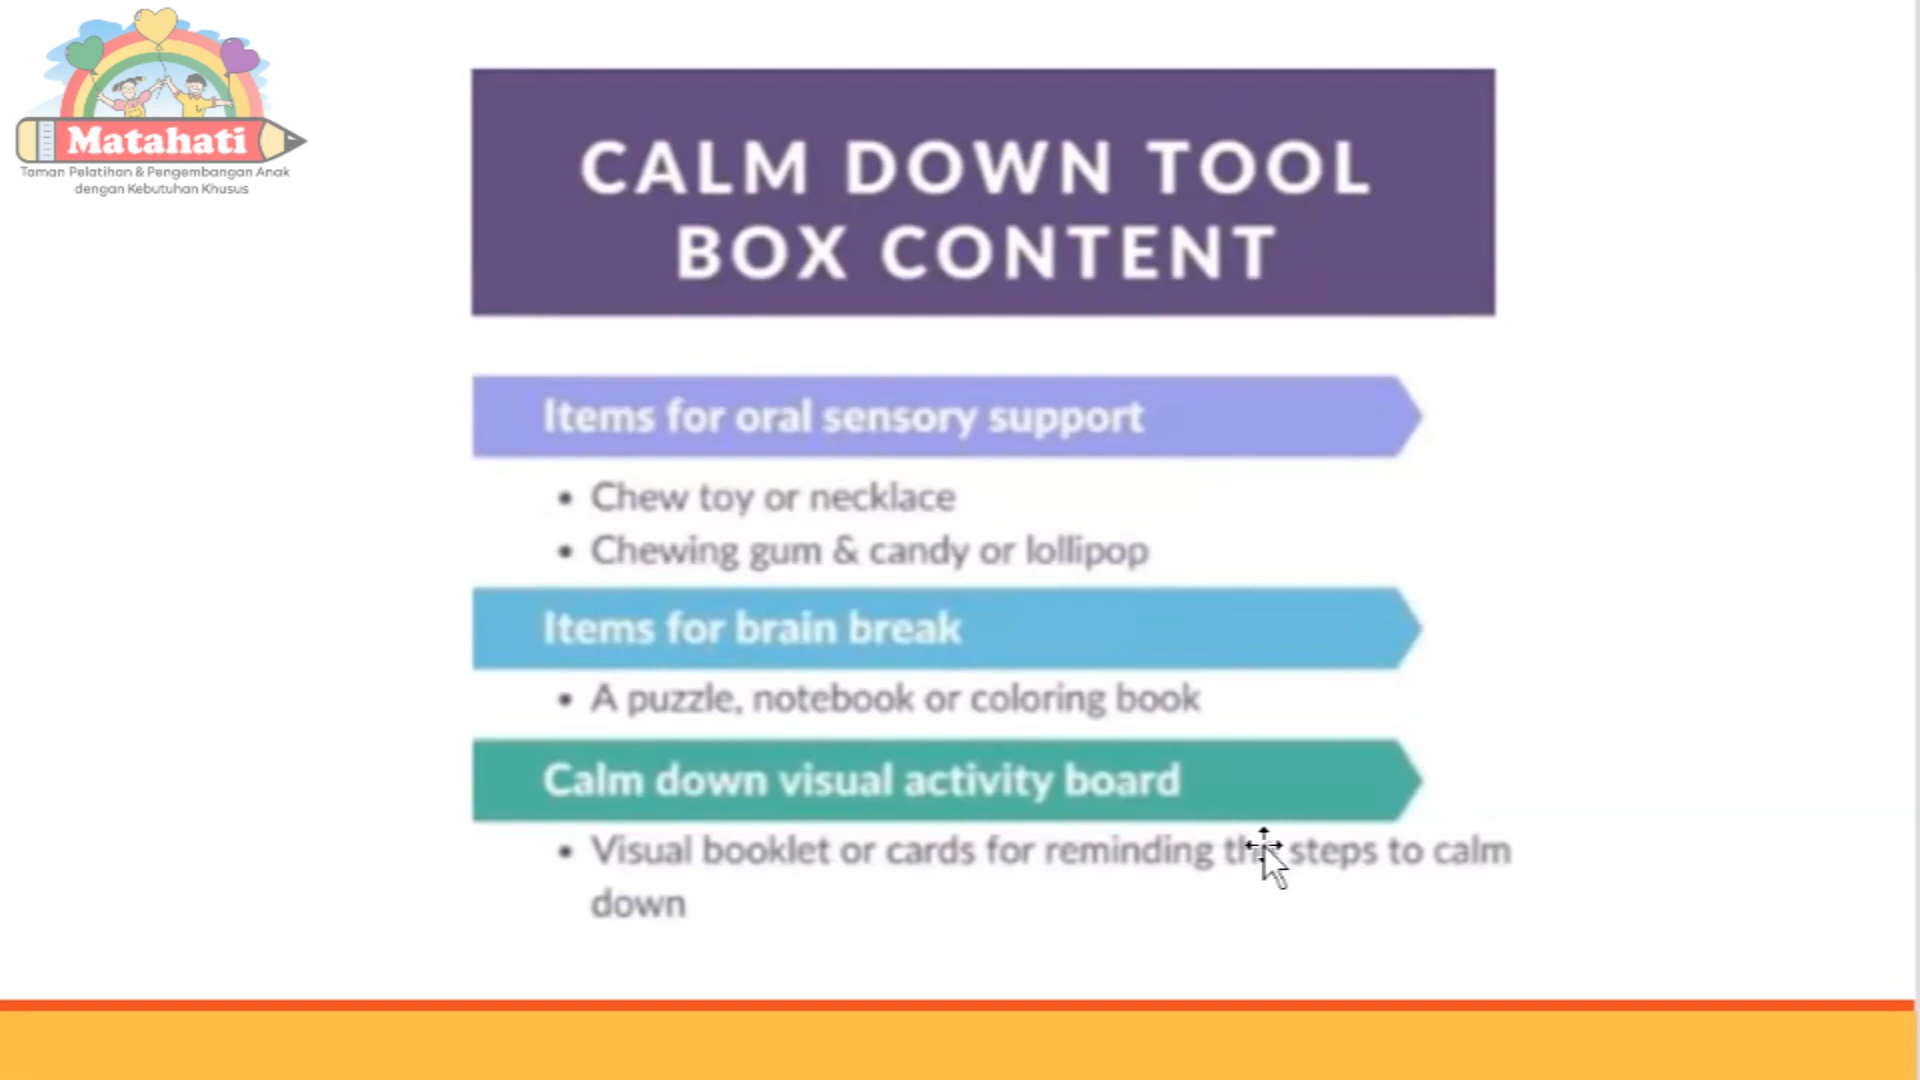 Matahati
Taman Pelatihan & Pengembangan Anak
dengan Kebutuhan Khusus
CALM DOWN TOOL
BOX CONTENT
Items for oral sensory support
• Chew toy or necklace
• Chewing gum & candy or lollipop
Items for brain break
• A puzzle, notebook or coloring book
Calm down visual activity board
• Visual booklet or cards for reminding the steps to calm
down